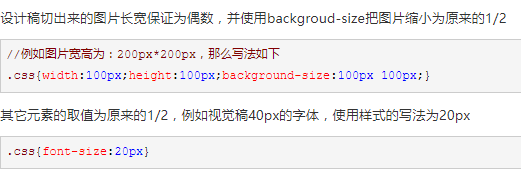 设计稿切出来的图片长宽保证为偶数，并使用backgroud-size把图片缩小为原来的1/2
//例如图片宽高为：200px*200px，那么写法如下
.css{width:100px;height:100px;background-size:100px 100px;}
其它元素的取值为原来的1/2，例如视觉稿40px的字体，使用样式的写法为20px
.css{font-size:20px}